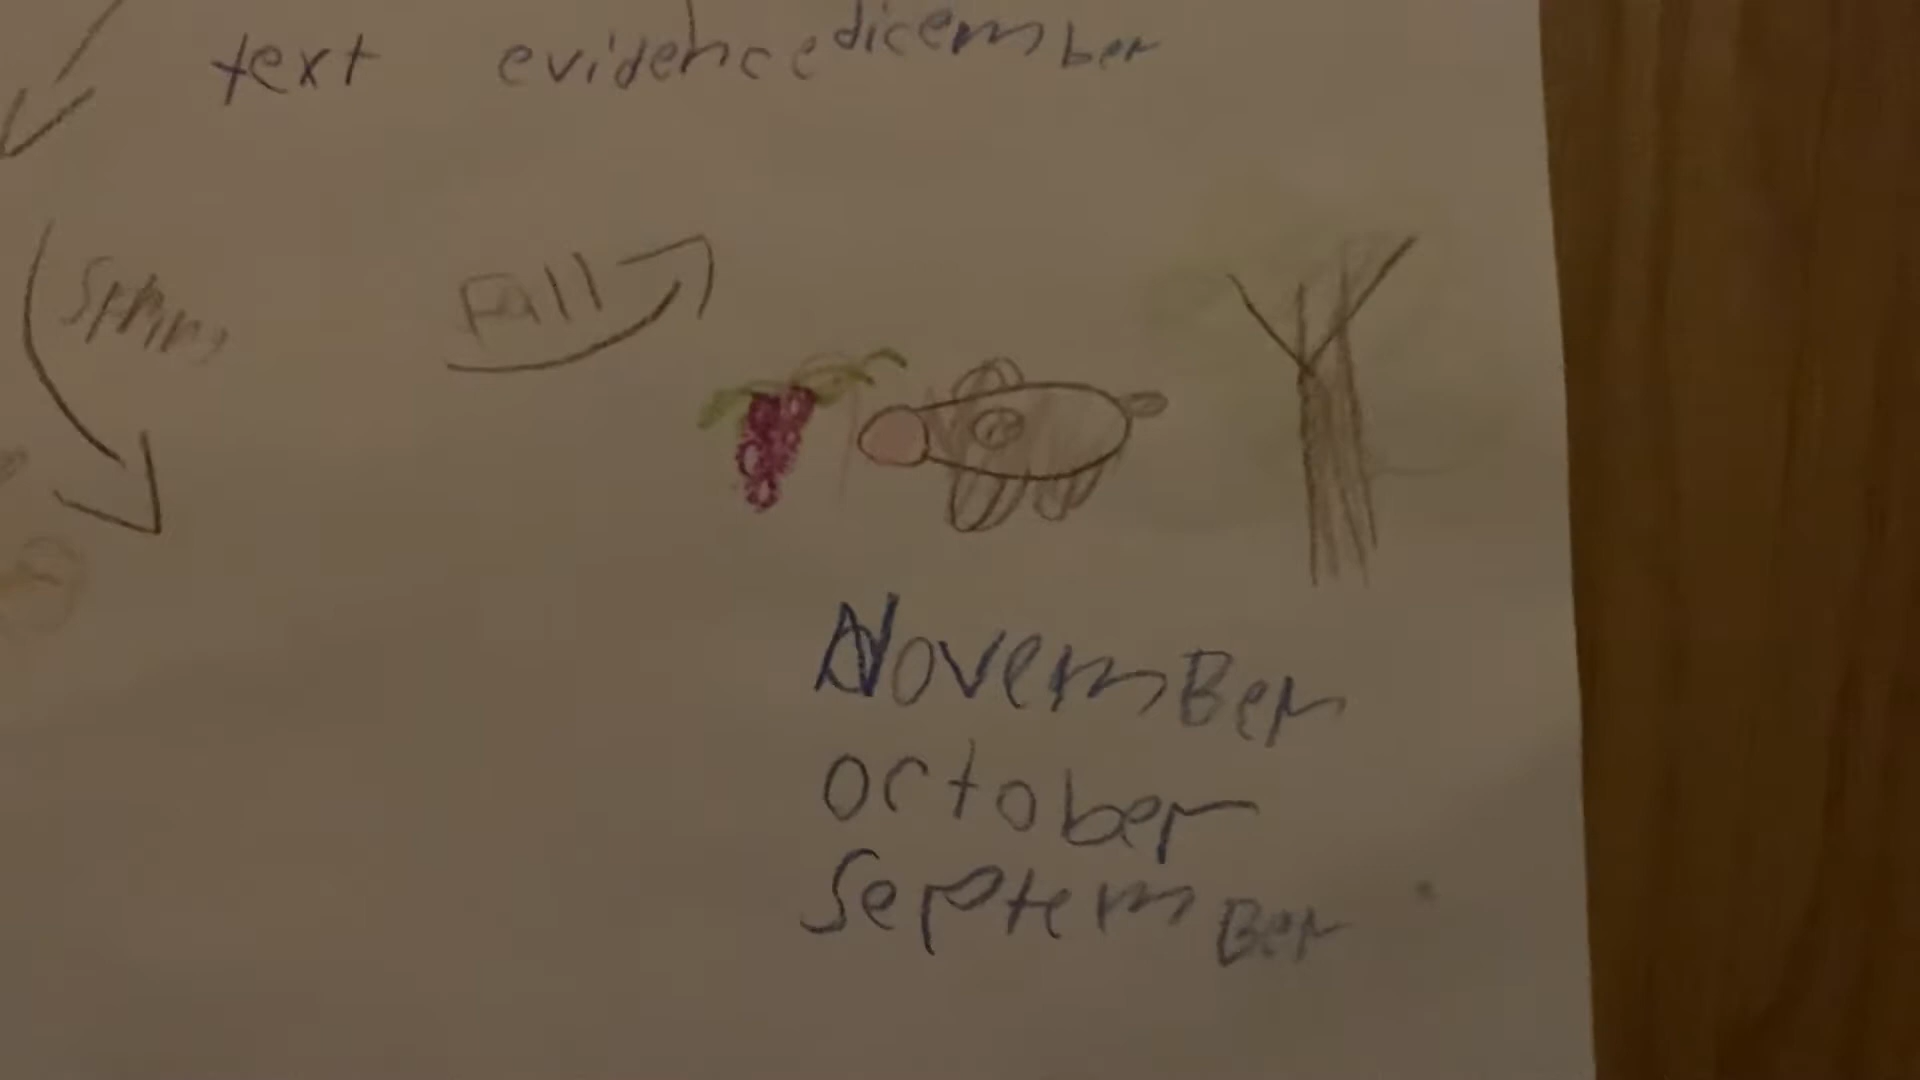 text evidence dicember
Spring
Fall
NovemBer
october
SeptemBer